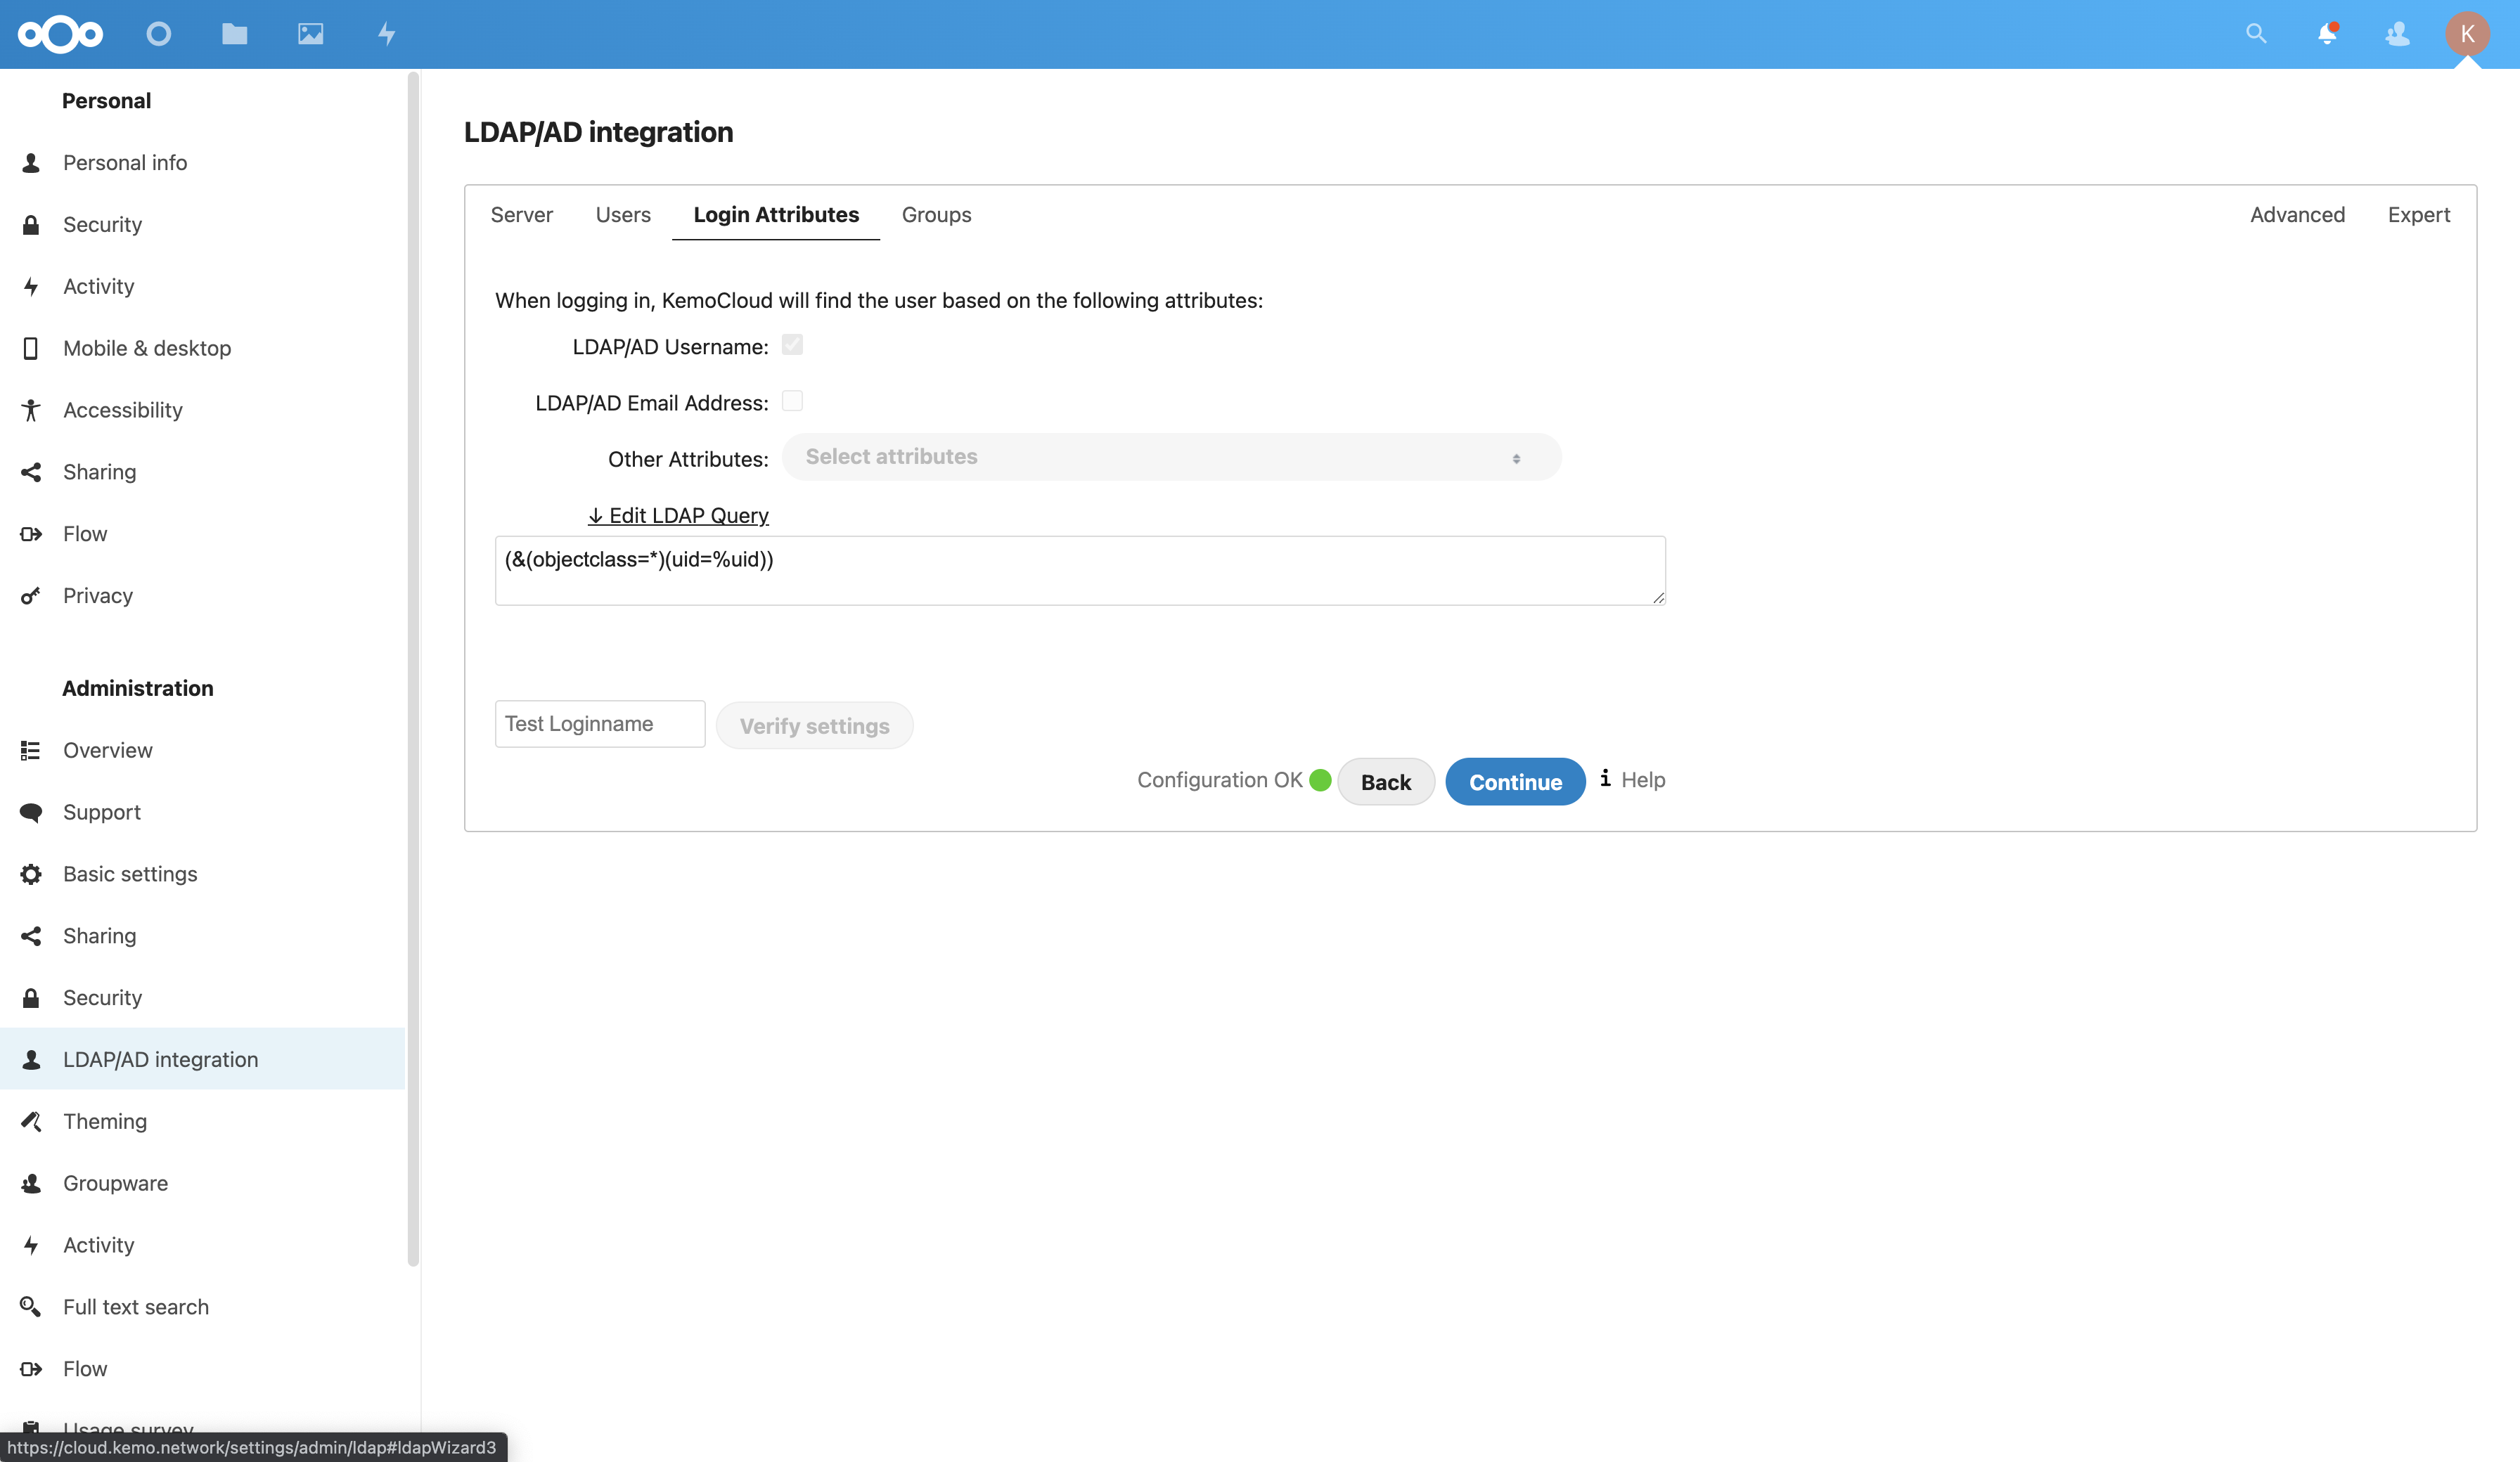 K
Personal
Personal info
Security
Activity
Mobile & desktop
Accessibility
Sharing
Flow
Privacy
Administration
Overview
Support
Basic settings
Sharing
Security
LDAP/AD integration
Theming
Groupware
Activity
Full text search
Flow
Usage survey
https://cloud.kemo.network/settings/admin/ldap#ldapWizard3
LDAP/AD integration
Server Users Login Attributes Groups Advanced Expert
When logging in, KemoCloud will find the user based on the following attributes:
LDAP/AD Username:
LDAP/AD Email Address:
Other Attributes: Select attributes
↓ Edit LDAP Query
(&(objectclass=*)(uid=%uid))
Test Loginname Verify settings
Configuration OK Back Continue i Help